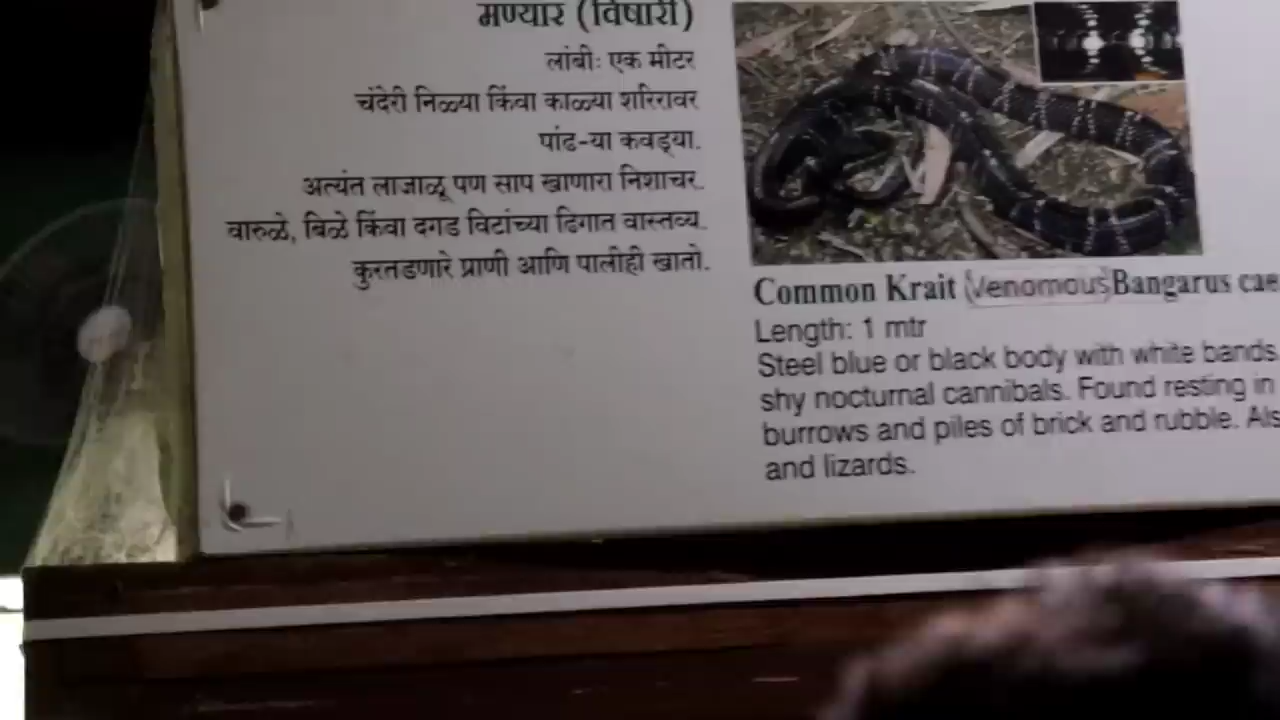 मण्यार (विषारी)
लांबीः एक मीटर
चंदेरी निळ्या किंवा काळ्या शरिरावर
पांढ-या कवड्या.
अत्यंत लाजाळू पण साप खाणारा निशाचर.
वारुळे, बिळे किंवा दगड विटांच्या ढिगात वास्तव्य.
कुरतडणारे प्राणी आणि पालीही खातो.
Common Krait (Venomous) Bangarus cae
Length: 1 mtr
Steel blue or black body with white bands
shy nocturnal cannibals. Found resting in
burrows and piles of brick and rubble. Als
and lizards.